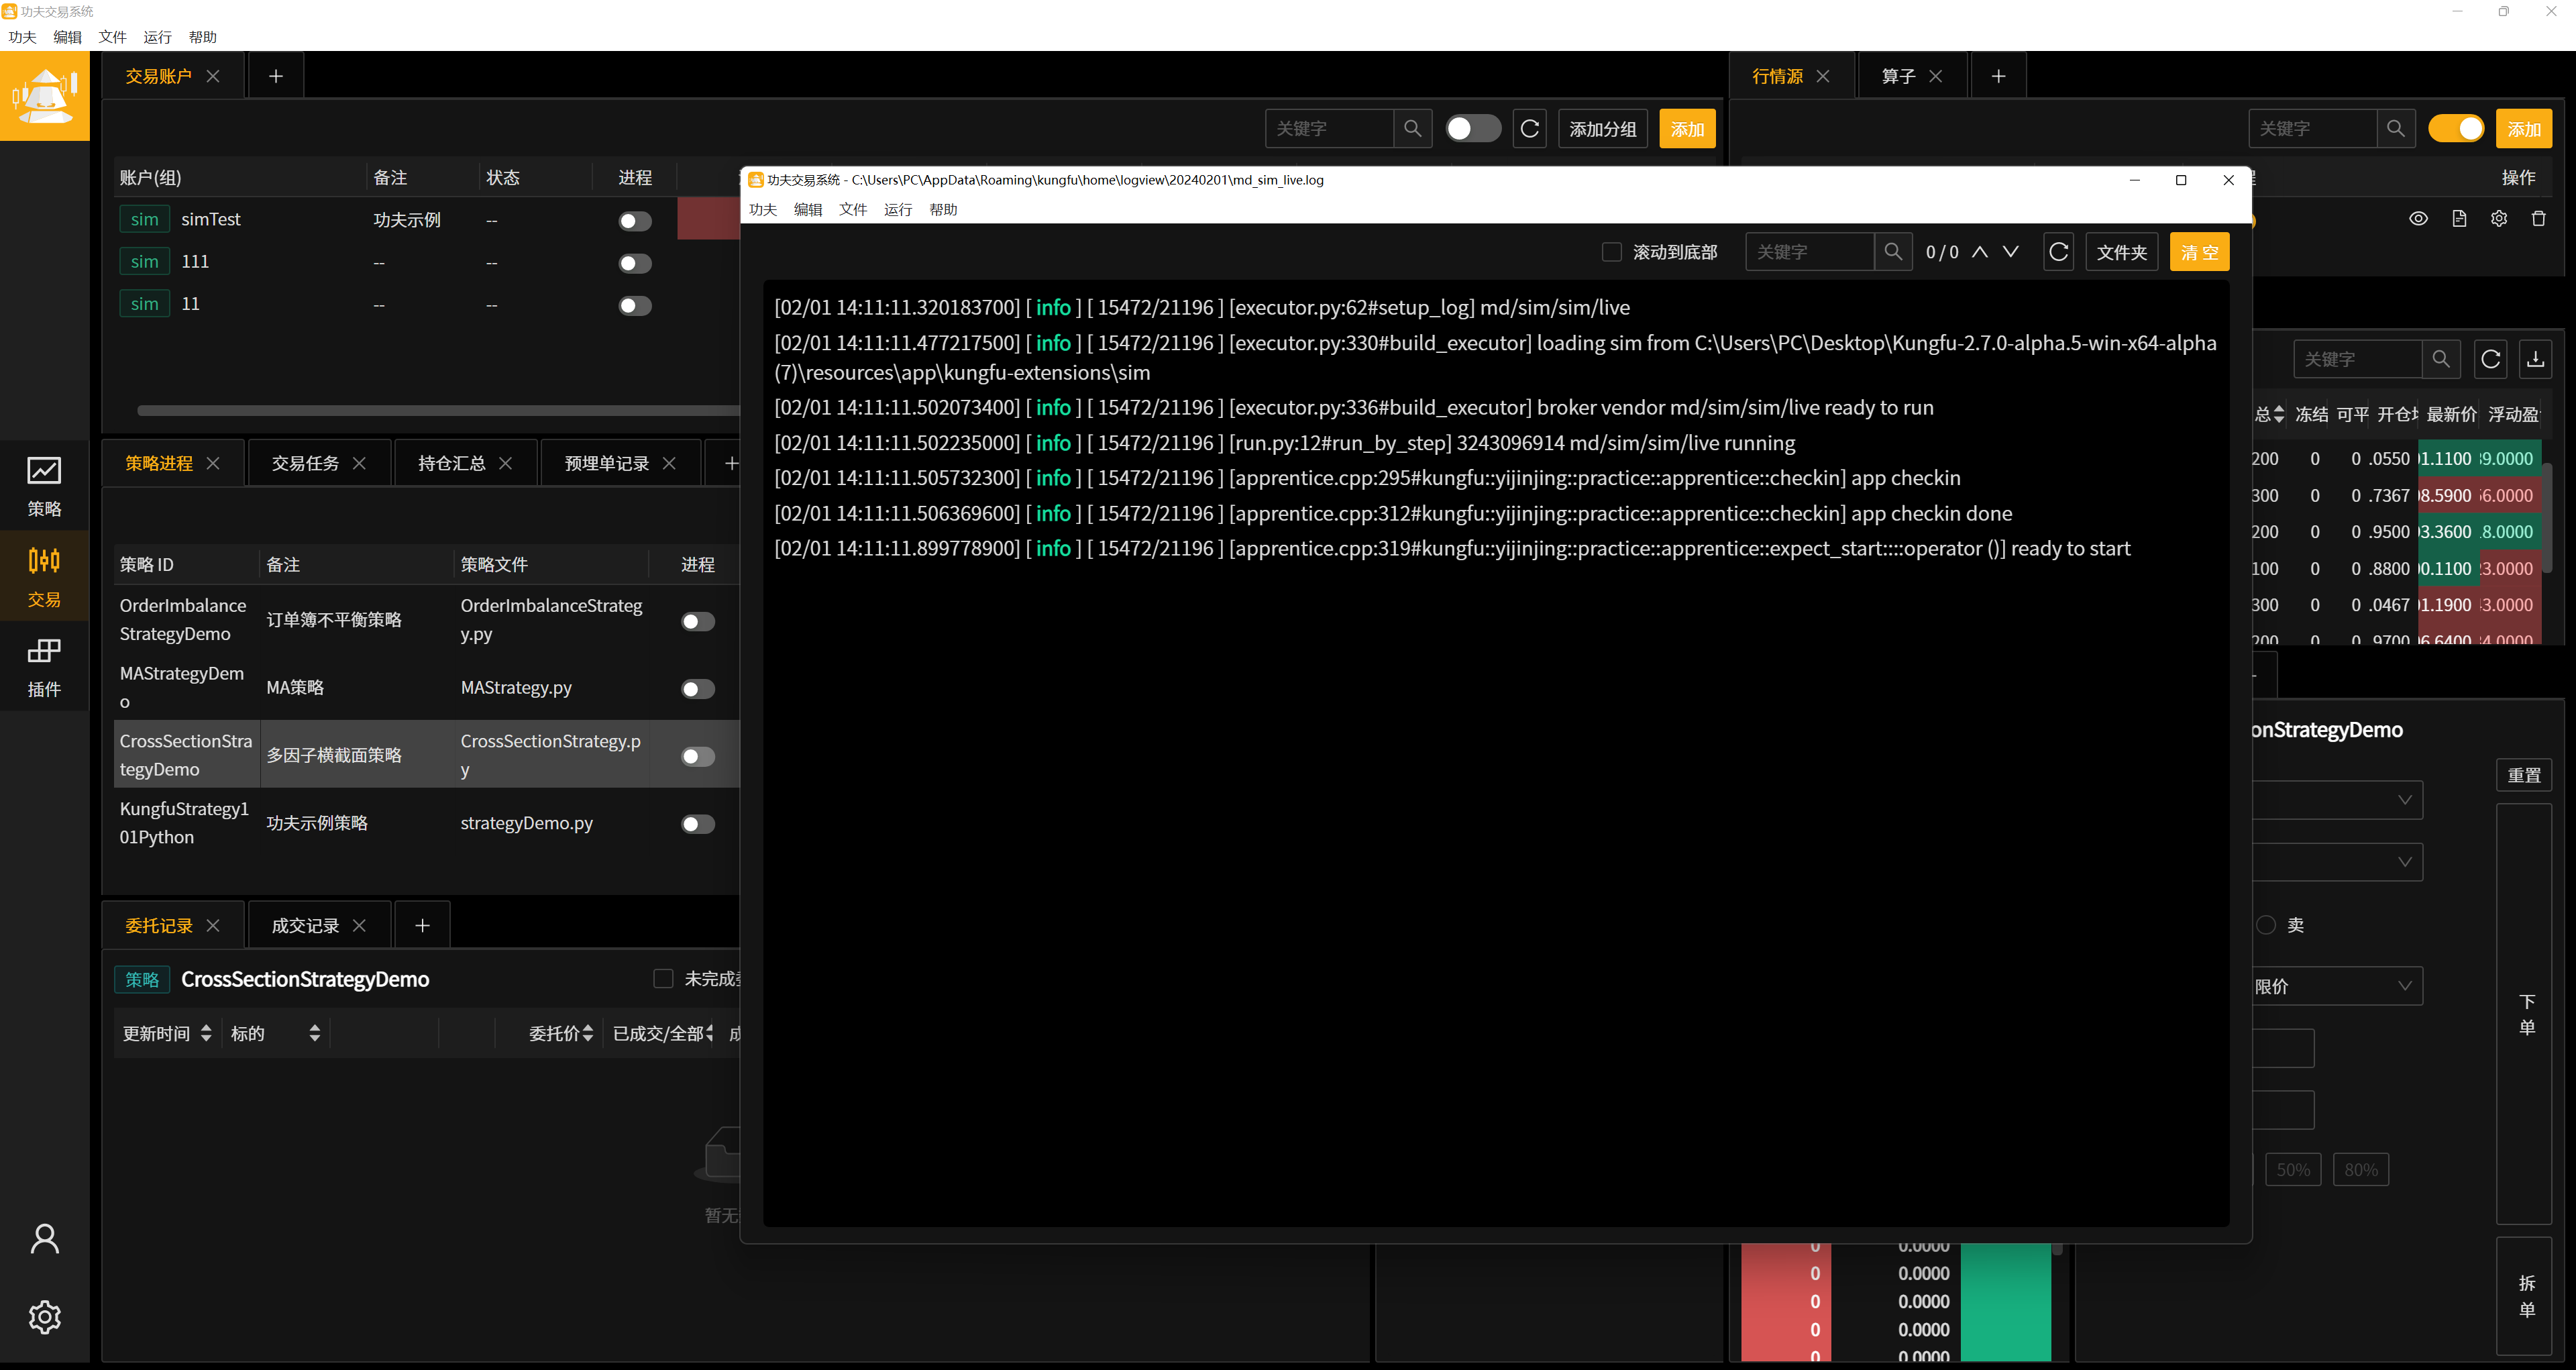 功夫交易系统
功夫 编辑 文件 运行 帮助
交易账户
行情源 算子
关键字 添加分组 添加
关键字 添加
账户(组) 备注 状态 进程
操作
sim simTest 功夫示例 --
sim 111 -- --
sim 11 -- --
功夫交易系统 - C:\Users\PC\AppData\Roaming\kungfu\home\logview\20240201\md_sim_live.log
功夫 编辑 文件 运行 帮助
滚动到底部 关键字 0 / 0 文件夹 清 空
[02/01 14:11:11.320183700] [ info ] [ 15472/21196 ] [executor.py:62#setup_log] md/sim/sim/live
[02/01 14:11:11.477217500] [ info ] [ 15472/21196 ] [executor.py:330#build_executor] loading sim from C:\Users\PC\Desktop\Kungfu-2.7.0-alpha.5-win-x64-alpha
(7)\resources\app\kungfu-extensions\sim
[02/01 14:11:11.502073400] [ info ] [ 15472/21196 ] [executor.py:336#build_executor] broker vendor md/sim/sim/live ready to run
[02/01 14:11:11.502235000] [ info ] [ 15472/21196 ] [run.py:12#run_by_step] 3243096914 md/sim/sim/live running
[02/01 14:11:11.505732300] [ info ] [ 15472/21196 ] [apprentice.cpp:295#kungfu::yijinjing::practice::apprentice::checkin] app checkin
[02/01 14:11:11.506369600] [ info ] [ 15472/21196 ] [apprentice.cpp:312#kungfu::yijinjing::practice::apprentice::checkin] app checkin done
[02/01 14:11:11.899778900] [ info ] [ 15472/21196 ] [apprentice.cpp:319#kungfu::yijinjing::practice::apprentice::expect_start::::operator ()] ready to start
策略
交易
插件
策略进程 交易任务 持仓汇总 预埋单记录
策略 ID 备注 策略文件 进程
OrderImbalance
StrategyDemo
订单簿不平衡策略
OrderImbalanceStrateg
y.py
MAStrategyDem
o
MA策略
MAStrategy.py
CrossSectionStra
tegyDemo
多因子横截面策略
CrossSectionStrategy.p
y
KungfuStrategy1
01Python
功夫示例策略
strategyDemo.py
关键字
总 冻结 可平 开仓 最新价 浮动盈
200 0 0 .0550 1.1100 9.0000
300 0 0 .7367 8.5900 6.0000
200 0 0 .9500 3.3600 .8.0000
100 0 0 .8800 0.1100 3.0000
300 0 0 .0467 1.1900 3.0000
200 0 0 .9700 6.6400 4.0000
onStrategyDemo
重置
卖
限价
下
单
50% 80%
拆
单
委托记录 成交记录
策略 CrossSectionStrategyDemo 未完成
更新时间 标的 委托价 已成交/全部 成
暂无
0 0.0000
0 0.0000
0 0.0000
0 0.0000
0 0.0000